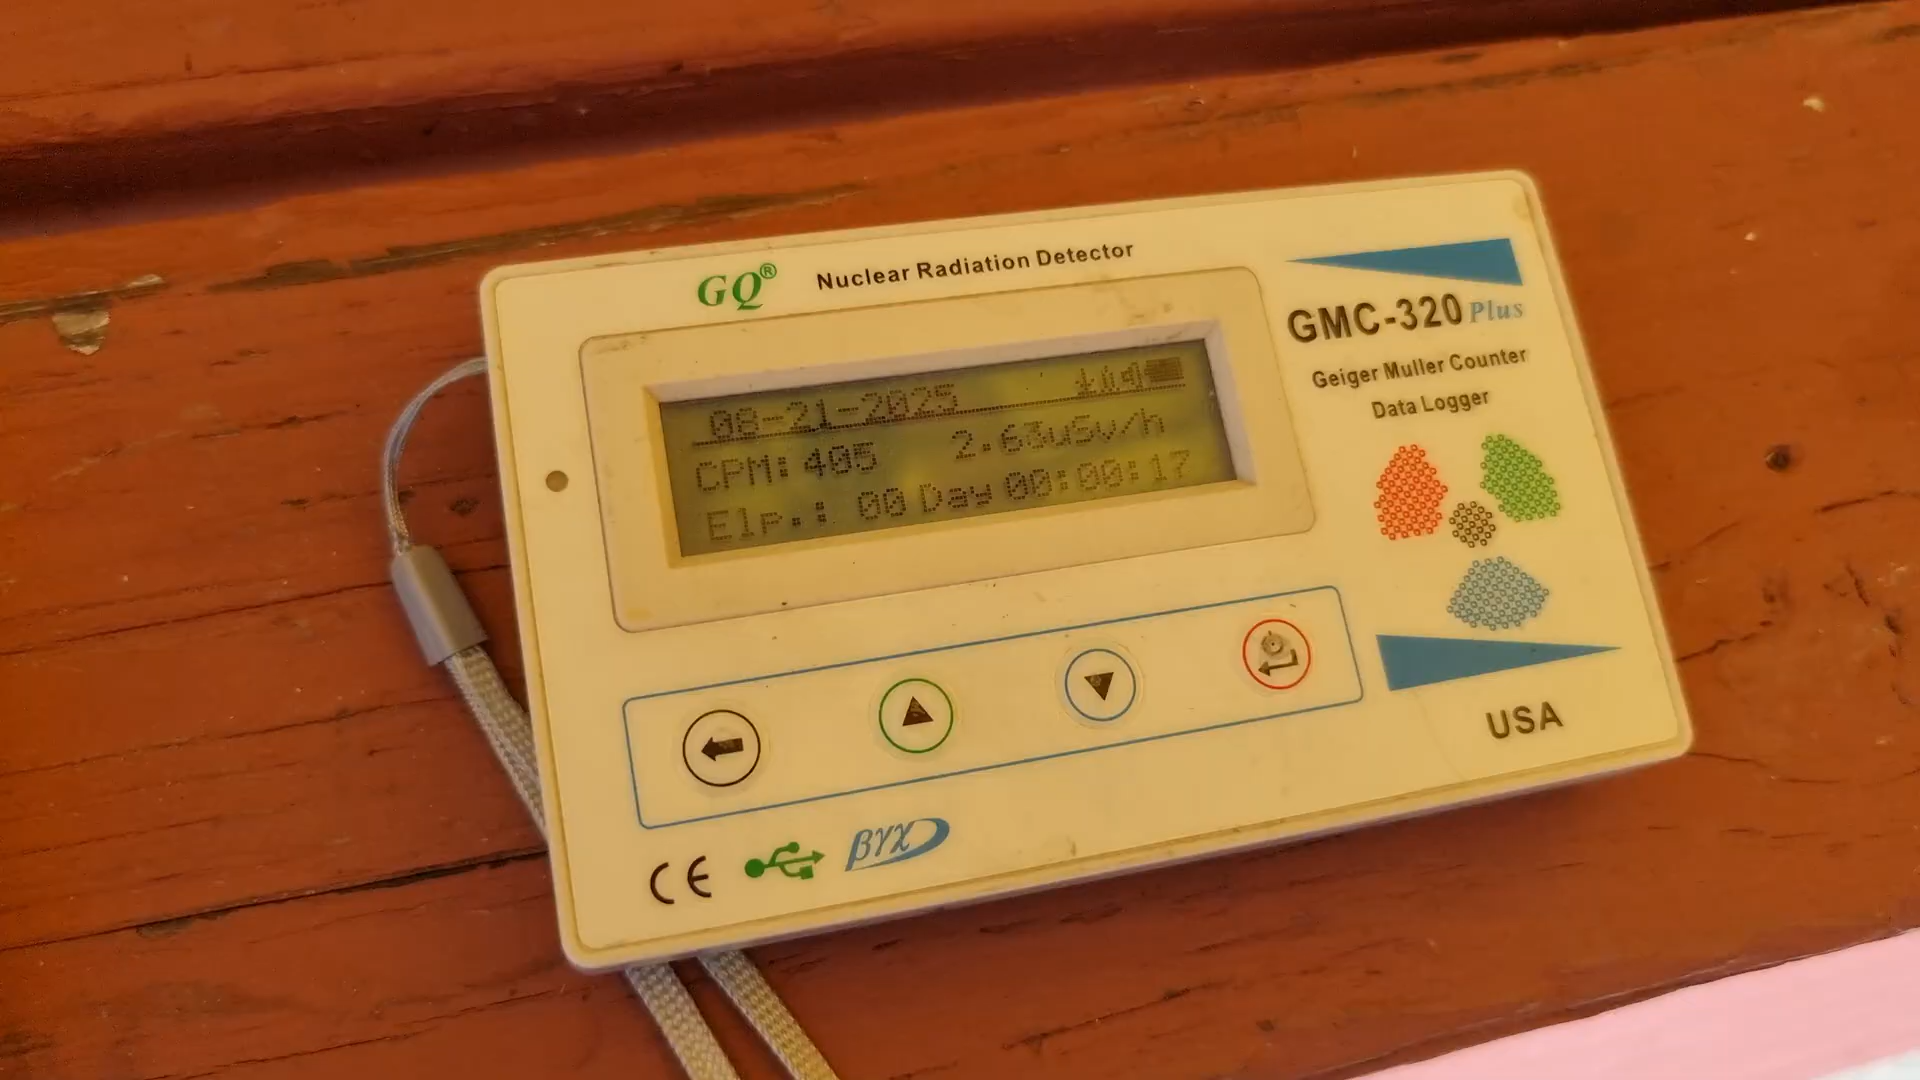 GQ®
Nuclear Radiation Detector
GMC-320 Plus
Geiger Muller Counter
Data Logger
08-21-2025
CPM:405 2.63uSv/h
Elp.: 00 Day 00:00:17
USA
CE
βγχ